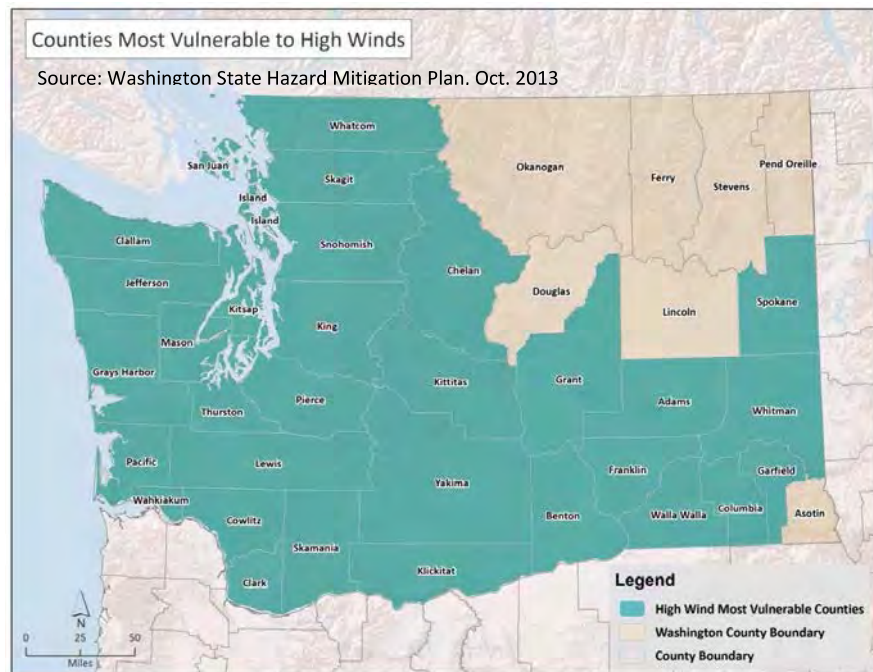 Counties Most Vulnerable to High Winds
Source: Washington State Hazard Mitigation Plan. Oct. 2013
Whatcom
San Juan
Skagit
Okanogan
Ferry
Stevens
Pend Oreille
Island
Island
Clallam
Snohomish
Chelan
Jefferson
Douglas
Lincoln
Spokane
Kitsap
King
Mason
Grays Harbor
Kittitas
Grant
Thurston
Pierce
Adams
Whitman
Pacific
Lewis
Yakima
Franklin
Garfield
Wahkiakum
Cowlitz
Benton
Walla Walla
Columbia
Asotin
Skamania
Clark
Klickitat
Legend
High Wind Most Vulnerable Counties
Washington County Boundary
County Boundary
N
0 25 50
Miles